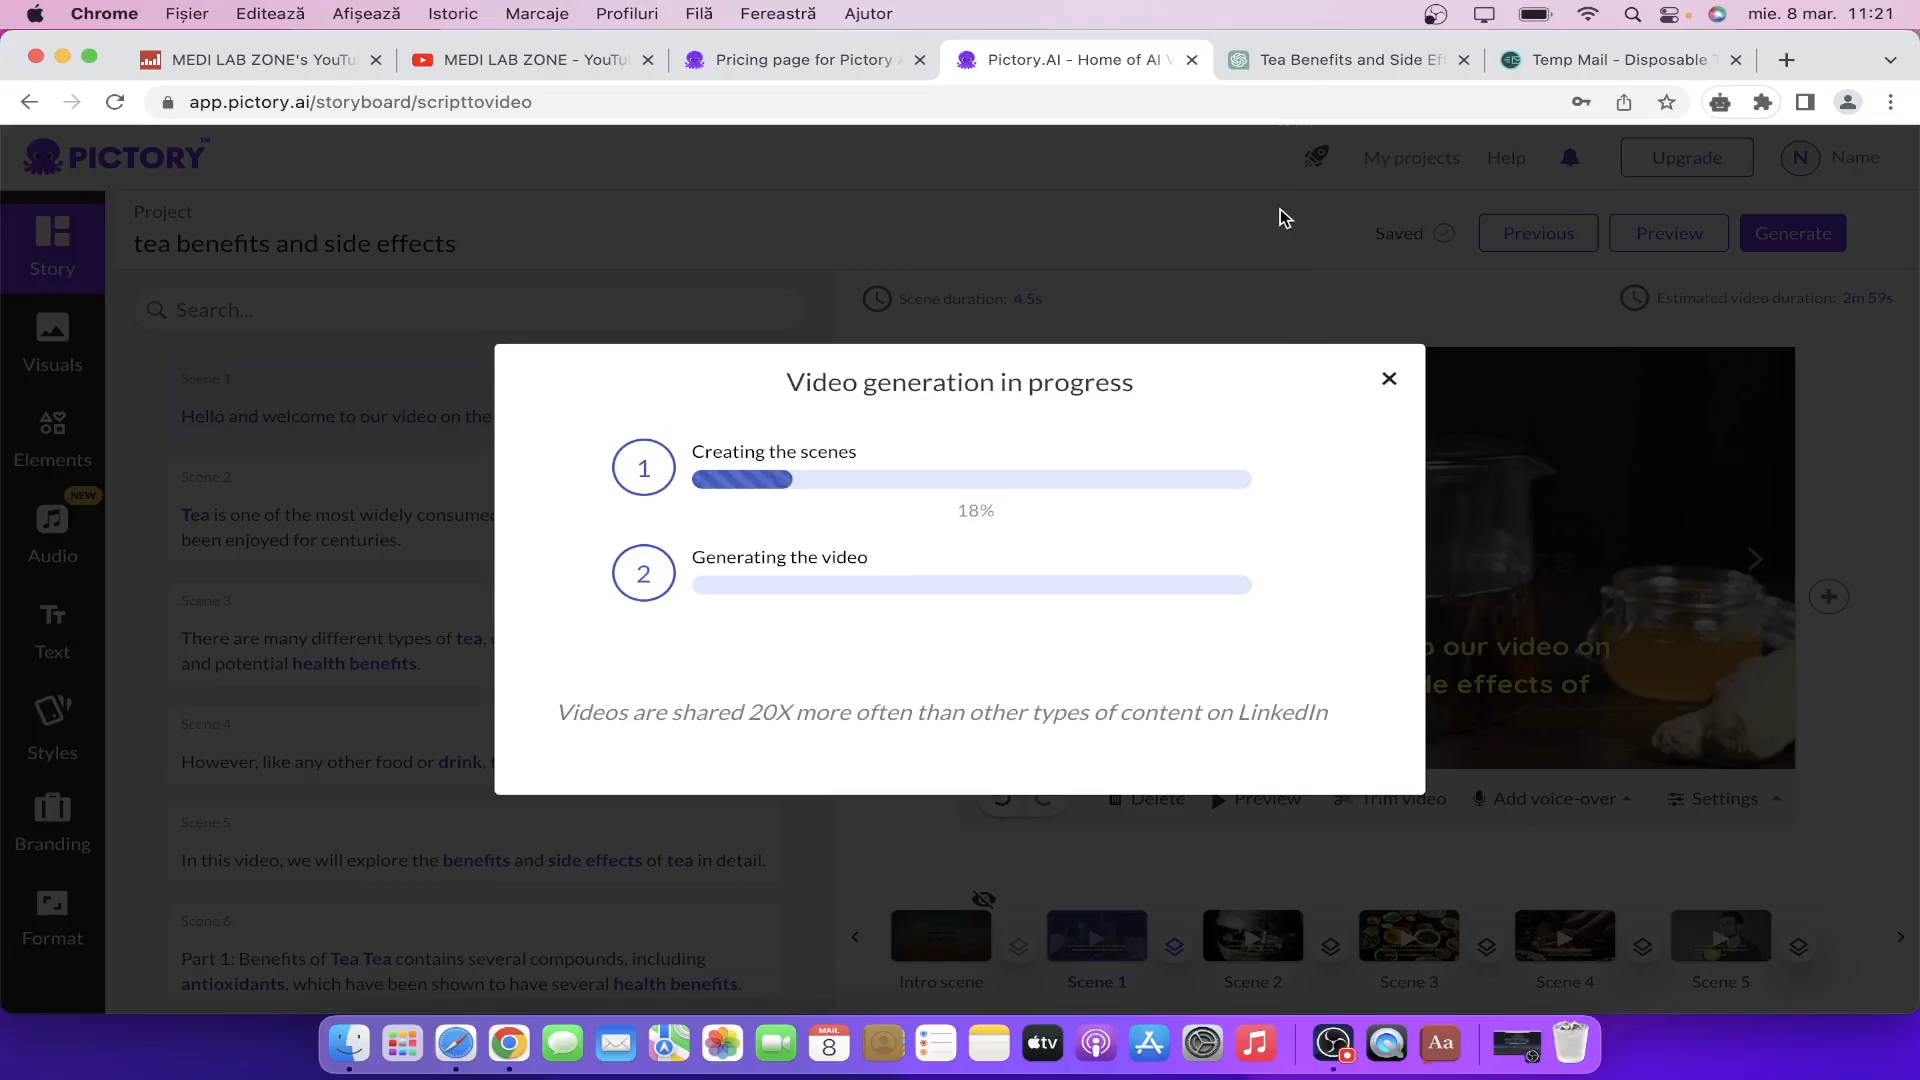 Chrome Fișier Editează Afișează Istoric Marcaje Profiluri Filă Fereastră Ajutor mie. 8 mar. 11:21
MEDI LAB ZONE's YouTu MEDI LAB ZONE - YouTu Pricing page for Pictory Pictory.AI - Home of AI V Tea Benefits and Side Ef Temp Mail - Disposable
app.pictory.ai/storyboard/scripttovideo
PICTORY™ My projects Help Upgrade N Name
Project
tea benefits and side effects
Saved Previous Preview Generate
Story
Visuals
Elements
NEW
Audio
Text
Styles
Branding
Format
Search...
Scene duration: 4.5s Estimated video duration: 2m 59s
Scene 1
Hello and welcome to our video on the
Scene 2
Tea is one of the most widely consumed
been enjoyed for centuries.
Scene 3
There are many different types of tea,
and potential health benefits.
Scene 4
However, like any other food or drink,
Scene 5
In this video, we will explore the benefits and side effects of tea in detail.
Scene 6
Part 1: Benefits of Tea Tea contains several compounds, including
antioxidants, which have been shown to have several health benefits.
Video generation in progress
1 Creating the scenes
18%
2 Generating the video
Videos are shared 20X more often than other types of content on LinkedIn
our video on
effects of
Delete Preview Trim video Add voice-over Settings
Intro scene Scene 1 Scene 2 Scene 3 Scene 4 Scene 5
MAR.
8
tv
Aa